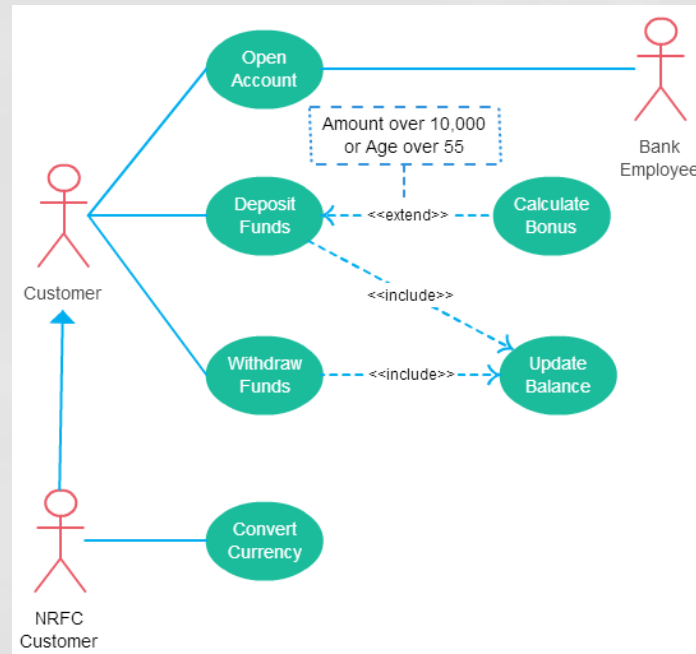 Open
Account
Amount over 10,000
or Age over 55
Bank
Employee
Deposit
Funds
<<extend>>
Calculate
Bonus
Customer
<<include>>
Withdraw
Funds
<<include>>
Update
Balance
Convert
Currency
NRFC
Customer